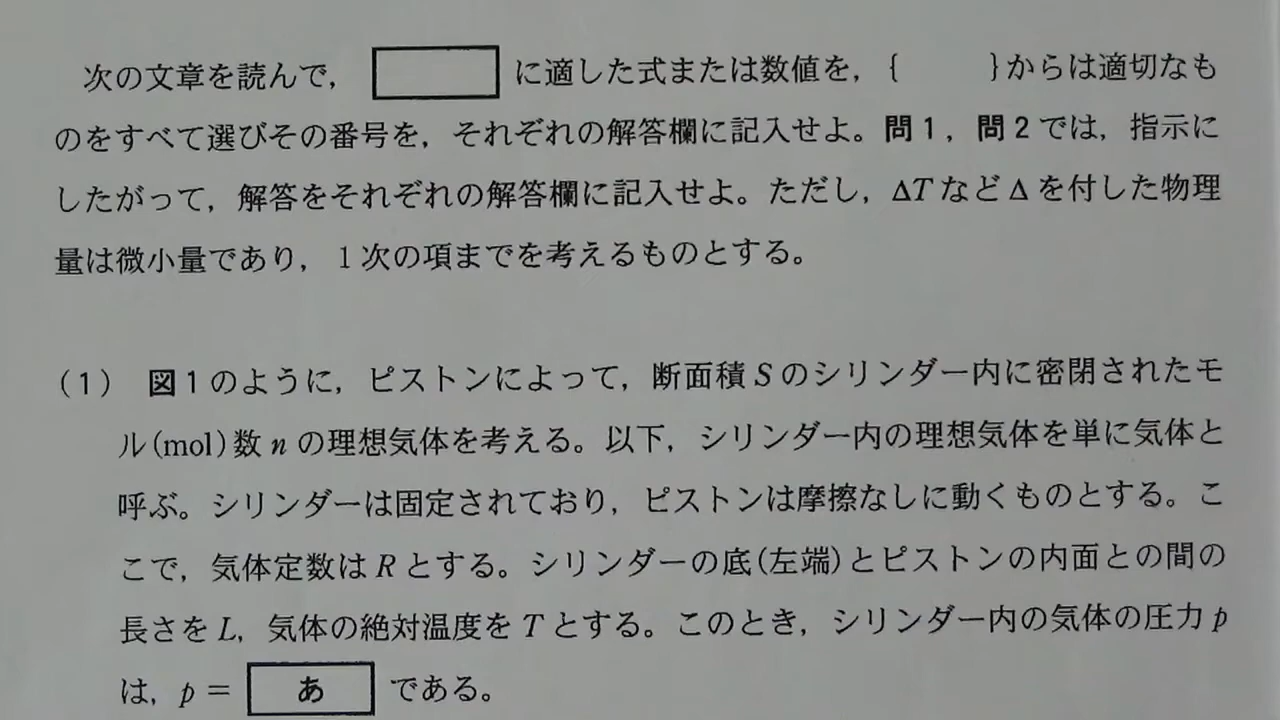 次の文章を読んで， に適した式または数値を，{ }からは適切なも
のをすべて選びその番号を，それぞれの解答欄に記入せよ。問1，問2では，指示に
したがって，解答をそれぞれの解答欄に記入せよ。ただし，ΔTなどΔを付した物理
量は微小量であり，1次の項までを考えるものとする。
(1) 図1のように，ピストンによって，断面積Sのシリンダー内に密閉されたモ
ル(mol)数nの理想気体を考える。以下，シリンダー内の理想気体を単に気体と
呼ぶ。シリンダーは固定されており，ピストンは摩擦なしに動くものとする。こ
こで，気体定数はRとする。シリンダーの底(左端)とピストンの内面との間の
長さをL，気体の絶対温度をTとする。このとき，シリンダー内の気体の圧力p
は，p＝ あ である。